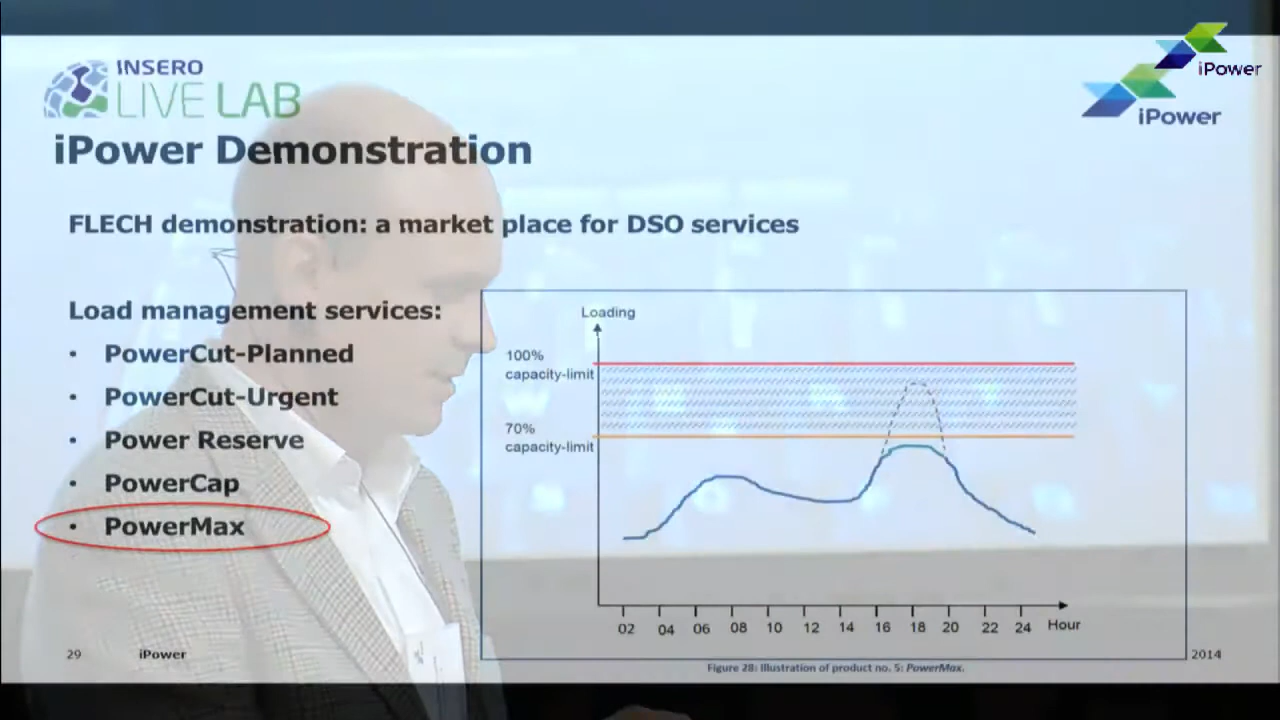 INSERO
LIVE LAB
iPower
iPower
iPower Demonstration
FLECH demonstration: a market place for DSO services
Load management services:
• PowerCut-Planned
• PowerCut-Urgent
• Power Reserve
• PowerCap
• PowerMax
Loading
100%
capacity-limit
70%
capacity-limit
02 04 06 08 10 12 14 16 18 20 22 24 Hour
Figure 28: Illustration of product no. 5: PowerMax.
29 iPower 2014